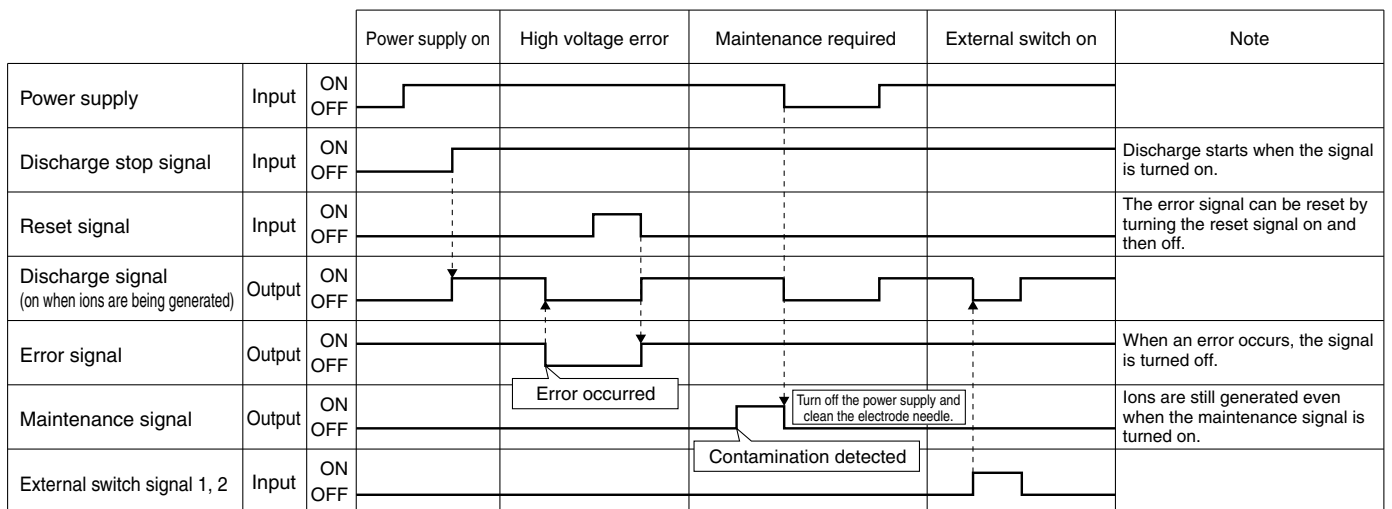 Power supply on
High voltage error
Maintenance required
External switch on
Note
Power supply
Input
ON
OFF
Discharge stop signal
Input
ON
OFF
Discharge starts when the signal
is turned on.
Reset signal
Input
ON
OFF
The error signal can be reset by
turning the reset signal on and
then off.
Discharge signal
(on when ions are being generated)
Output
ON
OFF
Error signal
Output
ON
OFF
Error occurred
When an error occurs, the signal
is turned off.
Maintenance signal
Output
ON
OFF
Turn off the power supply and
clean the electrode needle.
Contamination detected
Ions are still generated even
when the maintenance signal is
turned on.
External switch signal 1, 2
Input
ON
OFF